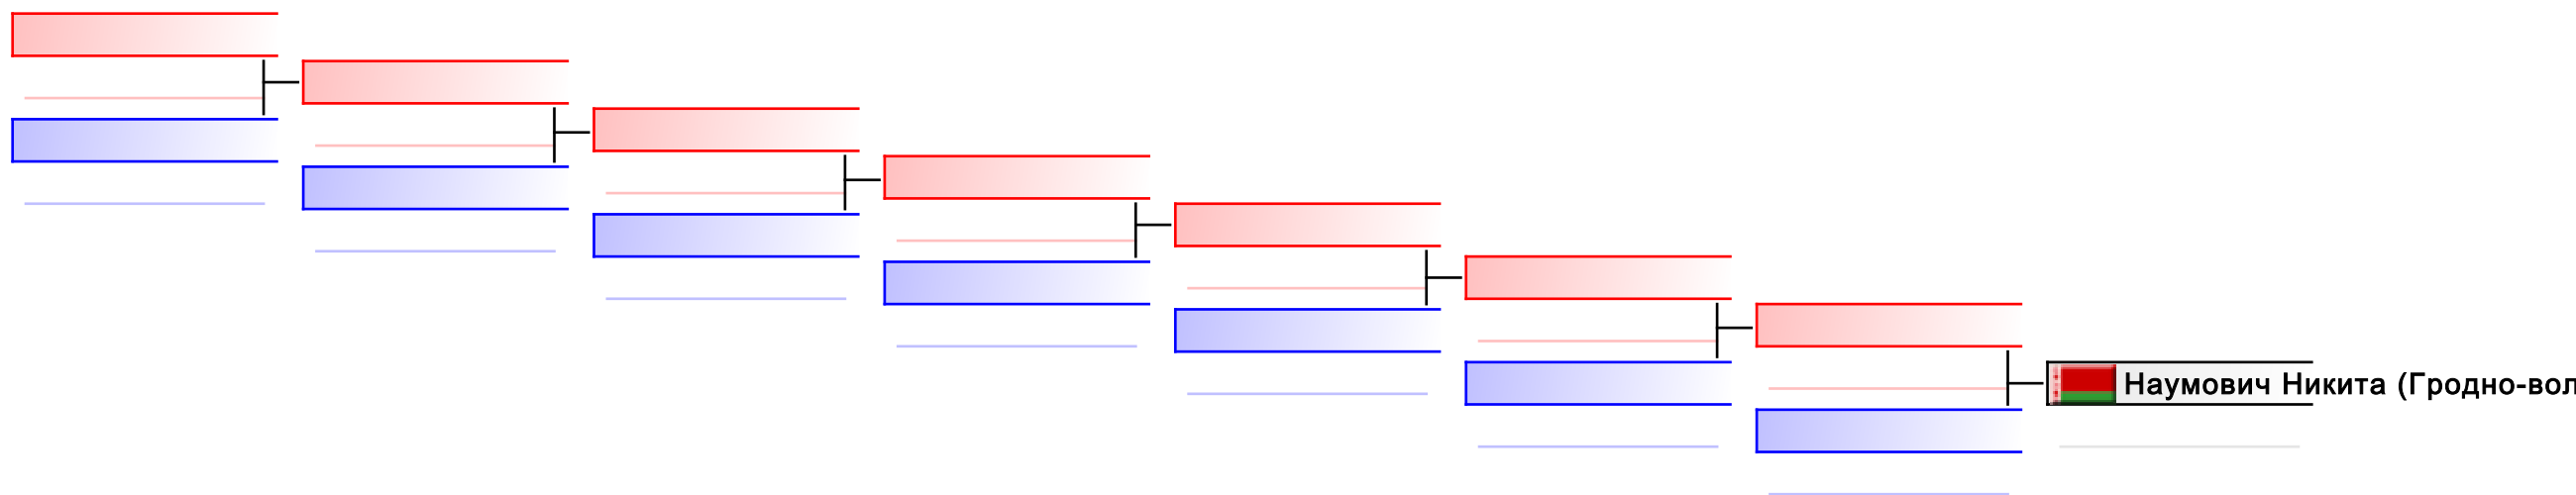 Наумович Никита (Гродно-вол